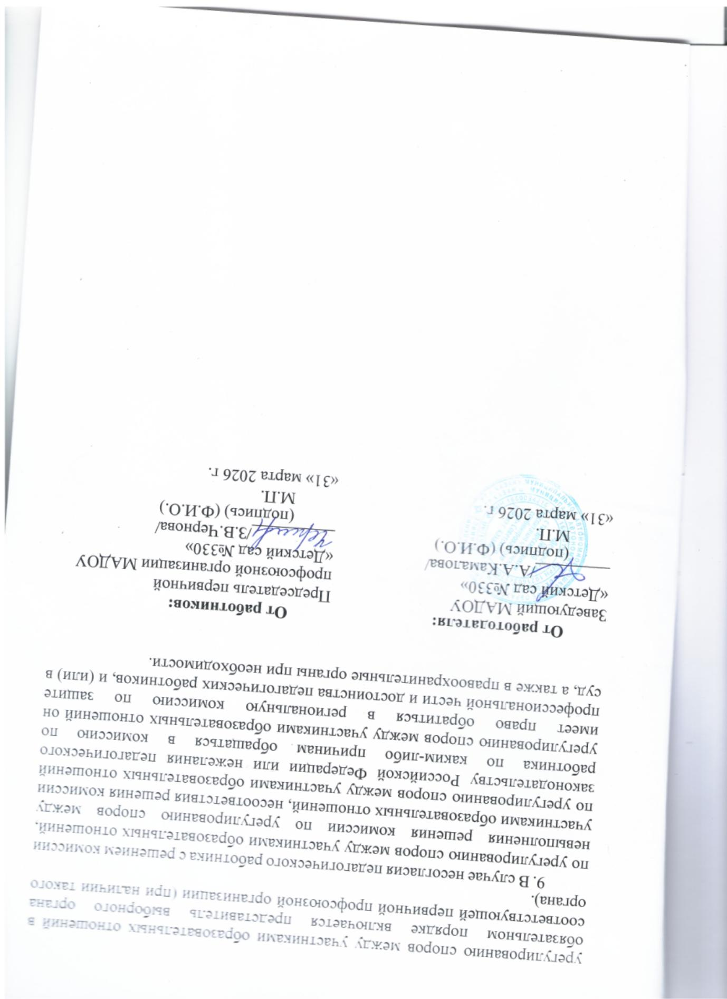 урегулированию споров между участниками образовательных отношений в
обязательном порядке включается представитель выборного органа
соответствующей первичной профсоюзной организации (при наличии такого
органа).
9. В случае несогласия педагогического работника с решением комиссии
по урегулированию споров между участниками образовательных отношений,
невыполнения решения комиссии по урегулированию споров между
участниками образовательных отношений, несоответствия решения комиссии
по урегулированию споров между участниками образовательных отношений
законодательству Российской Федерации или нежелания педагогического
работника по каким-либо причинам обращаться в комиссию по
урегулированию споров между участниками образовательных отношений он
имеет право обратиться в региональную комиссию по защите
профессиональной чести и достоинства педагогических работников, и (или) в
суд, а также в правоохранительные органы при необходимости.
От работодателя:
Заведующий МАДОУ
«Детский сад №330»
/А.А.Камалова/
(подпись) (Ф.И.О.)
М.П.
«31» марта 2026 г.
От работников:
Председатель первичной
профсоюзной организации МАДОУ
«Детский сад №330»
/З.В.Чернова/
(подпись) (Ф.И.О.)
М.П.
«31» марта 2026 г.